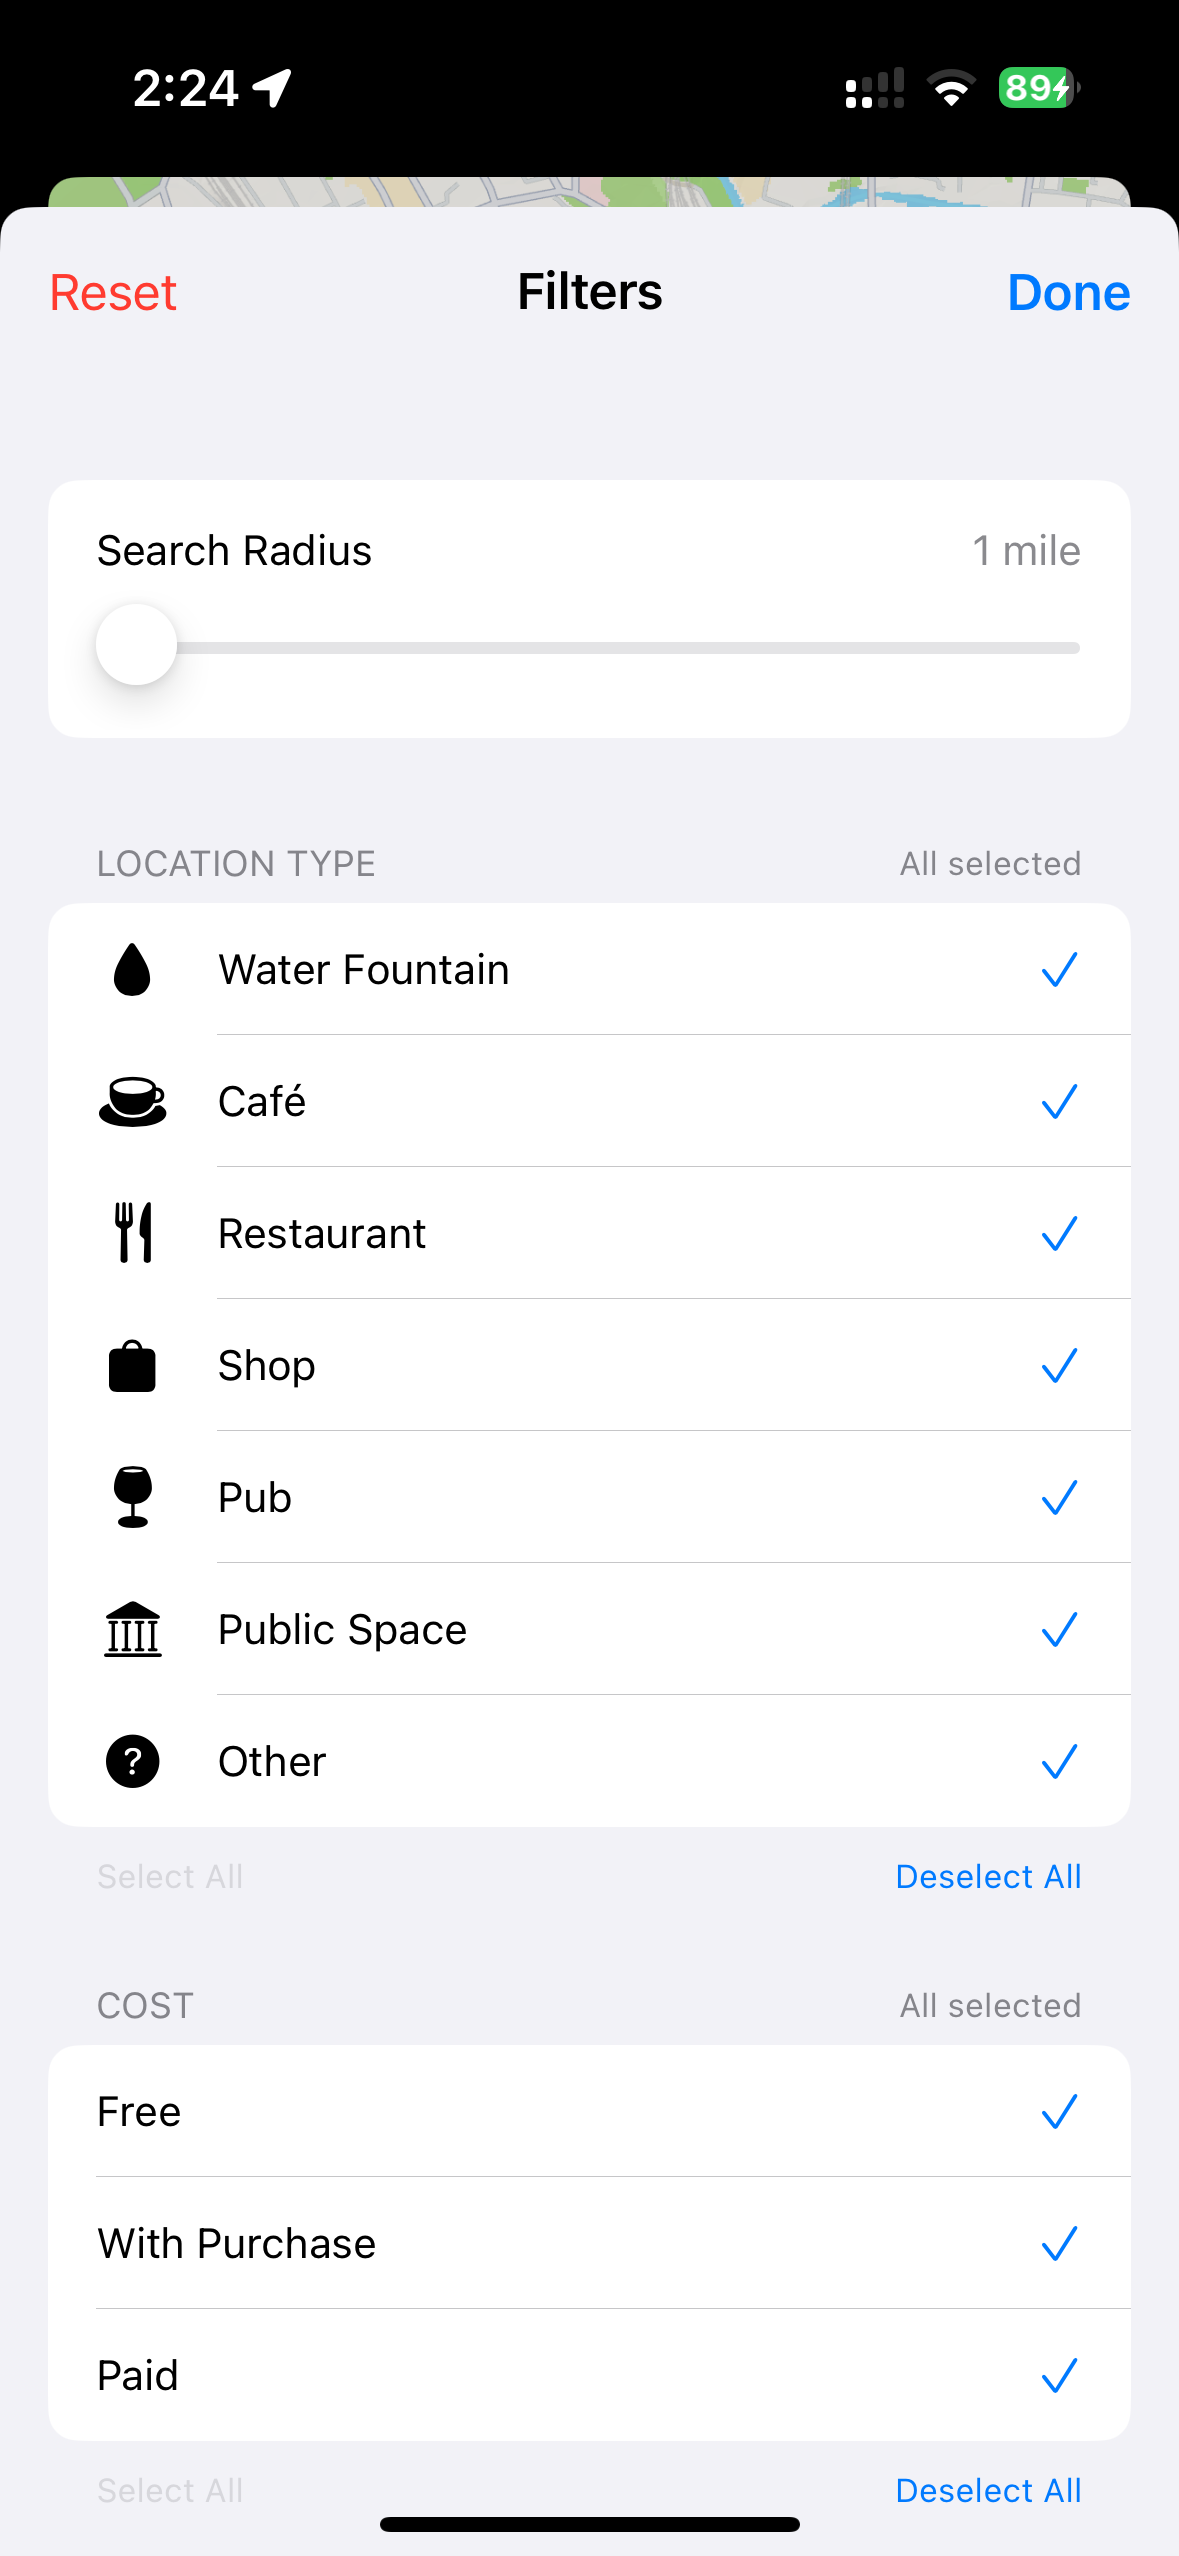 2:24
89
Reset
Filters
Done
Search Radius
1 mile
LOCATION TYPE
All selected
Water Fountain
Café
Restaurant
Shop
Pub
Public Space
?
Other
Select All
Deselect All
COST
All selected
Free
With Purchase
Paid
Select All
Deselect All